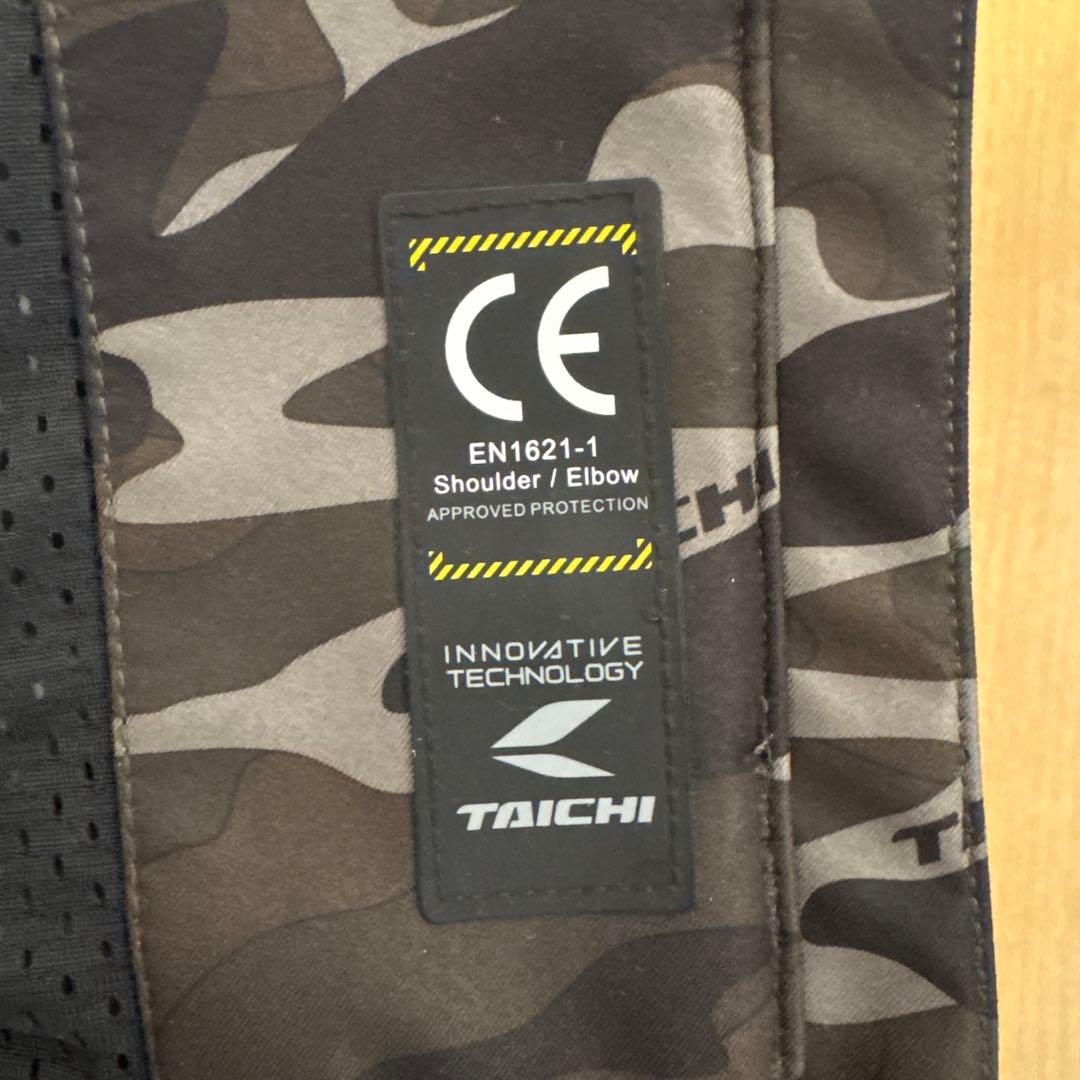 CE
EN1621-1
Shoulder / Elbow
APPROVED PROTECTION
INNOVATIVE
TECHNOLOGY
TAICHI